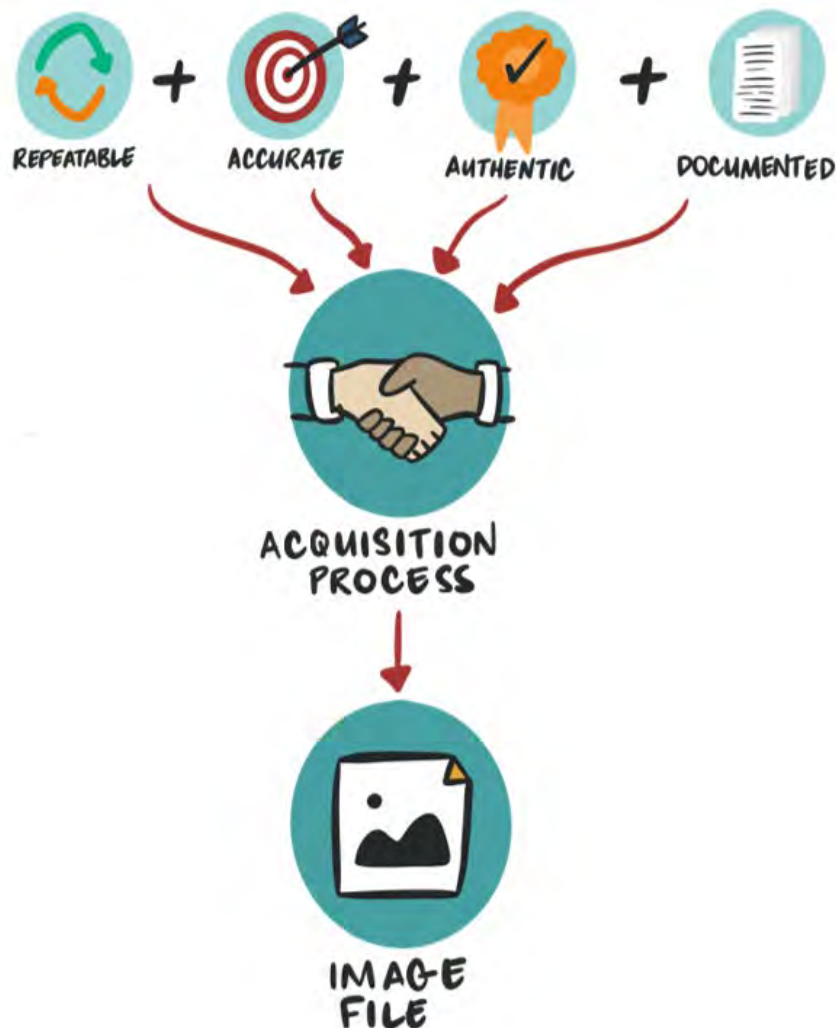 REPEATABLE
ACCURATE
AUTHENTIC
DOCUMENTED
ACQUISITION
PROCESS
IMAGE
FILE